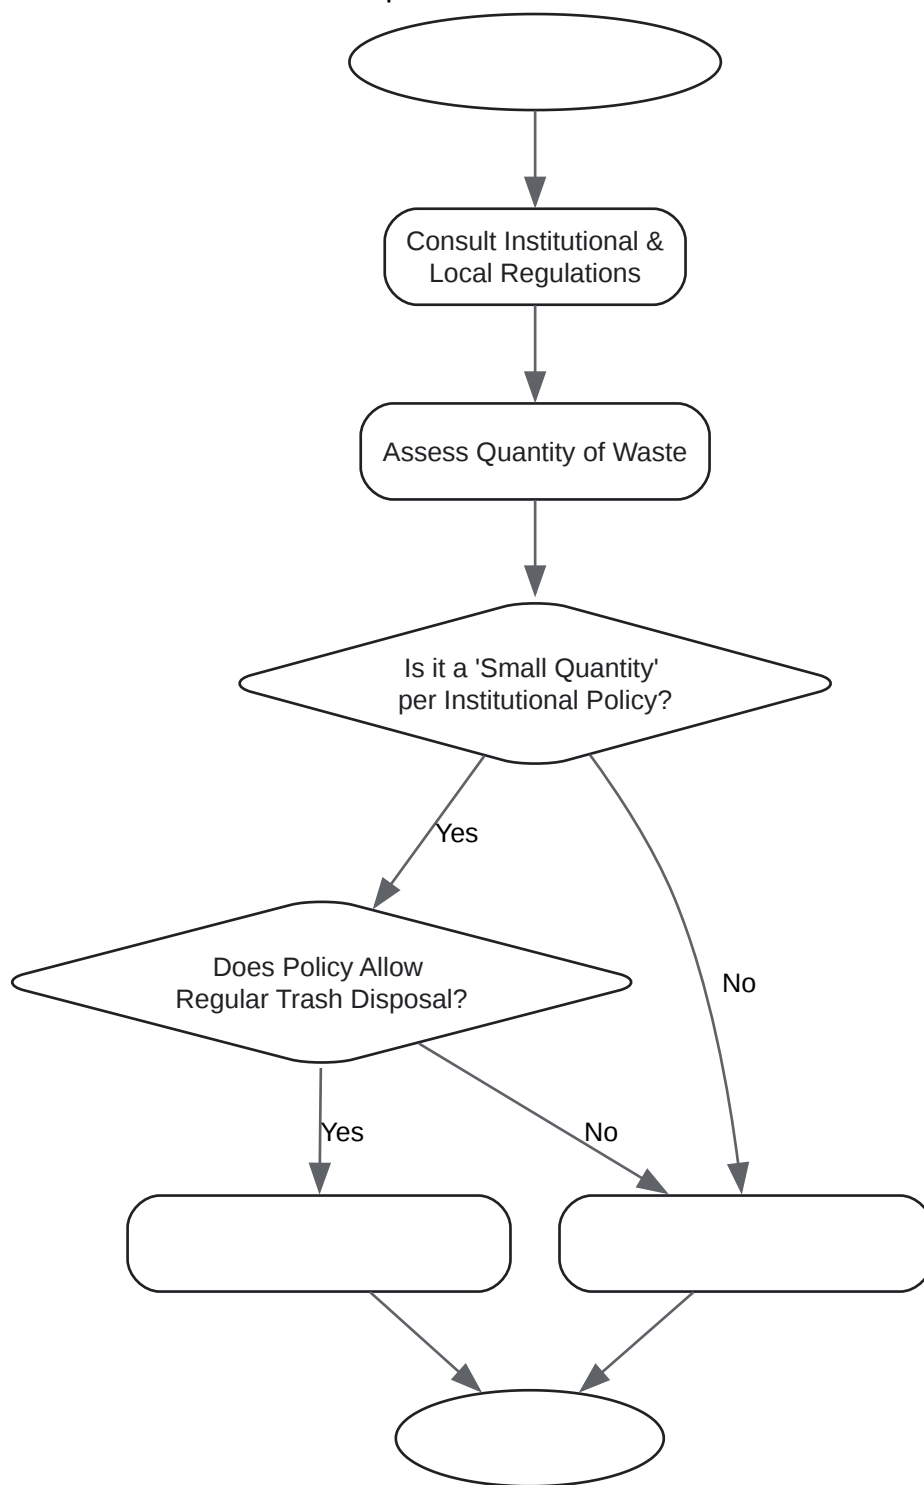 Consult Institutional &
Local Regulations
Assess Quantity of Waste
Is it a 'Small Quantity'
per Institutional Policy?
Yes
Does Policy Allow
Regular Trash Disposal?
No
Yes
No